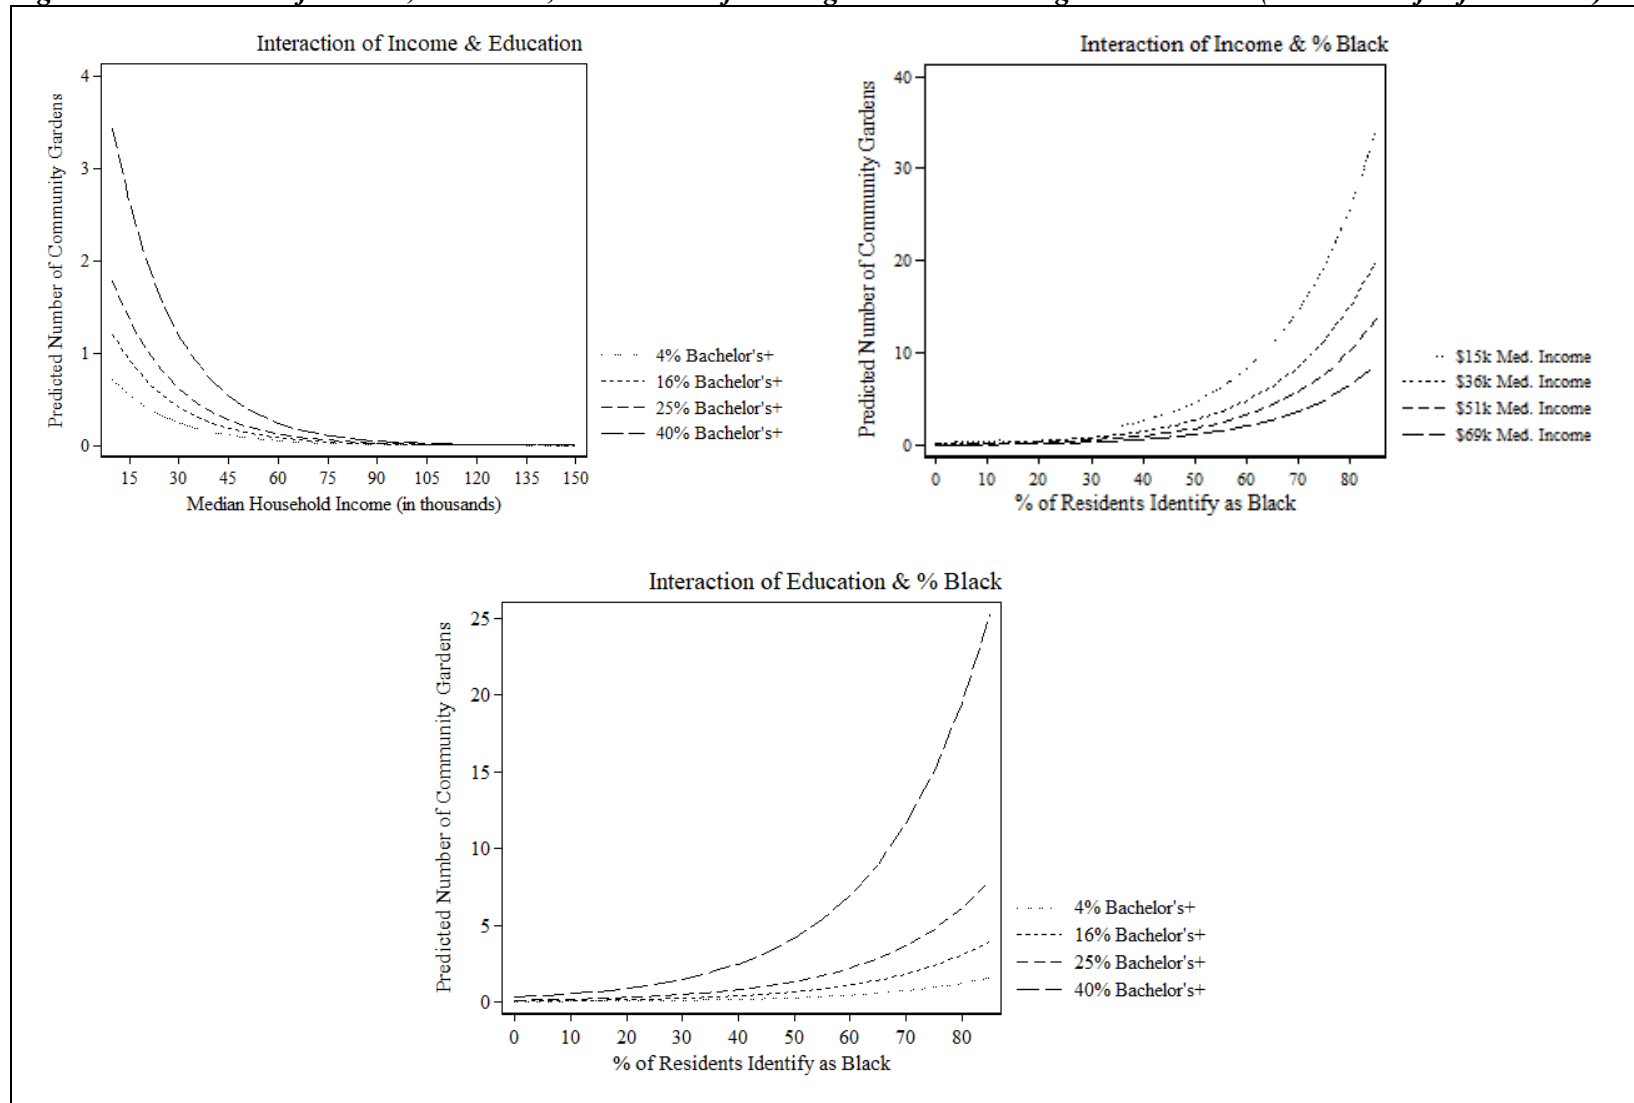 Interaction of Income & Education
Predicted Number of Community Gardens
4
3
2
1
0
15 30 45 60 75 90 105 120 135 150
Median Household Income (in thousands)
4% Bachelor's+
16% Bachelor's+
25% Bachelor's+
40% Bachelor's+
Interaction of Income & % Black
Predicted Number of Community Gardens
40
30
20
10
0
0 10 20 30 40 50 60 70 80
% of Residents Identify as Black
$15k Med. Income
$36k Med. Income
$51k Med. Income
$69k Med. Income
Interaction of Education & % Black
Predicted Number of Community Gardens
25
20
15
10
5
0
0 10 20 30 40 50 60 70 80
% of Residents Identify as Black
4% Bachelor's+
16% Bachelor's+
25% Bachelor's+
40% Bachelor's+